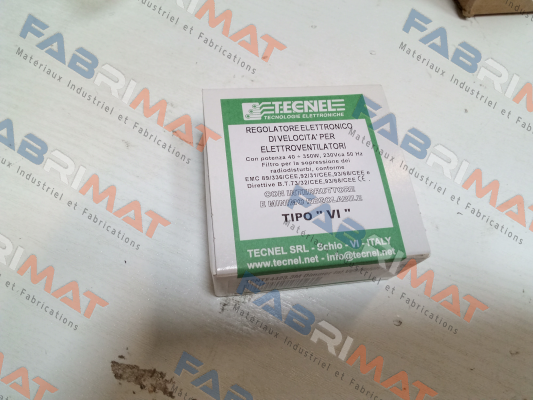 TECNEL
TECNOLOGIE ELETTRONICHE
REGOLATORE ELETTRONICO
DI VELOCITA' PER
ELETTROVENTILATORI
Con potenza 40 ÷ 350W, 230Vca 50 Hz
Filtro per la sopressione dei
radiodisturbi, conforme
EMC 89/336/CEE,92/31/CEE,93/68/CEE e
Direttive B.T.73/32/CEE,93/68/CEE CE.
CON INTERRUTTORE
E MINIMO REGOLABILE
TIPO " VI "
TECNEL SRL - Schio - VI - ITALY
www.tecnel.net - info@tecnel.net
FABRIMAT
Materiaux Industriel et Fabrications